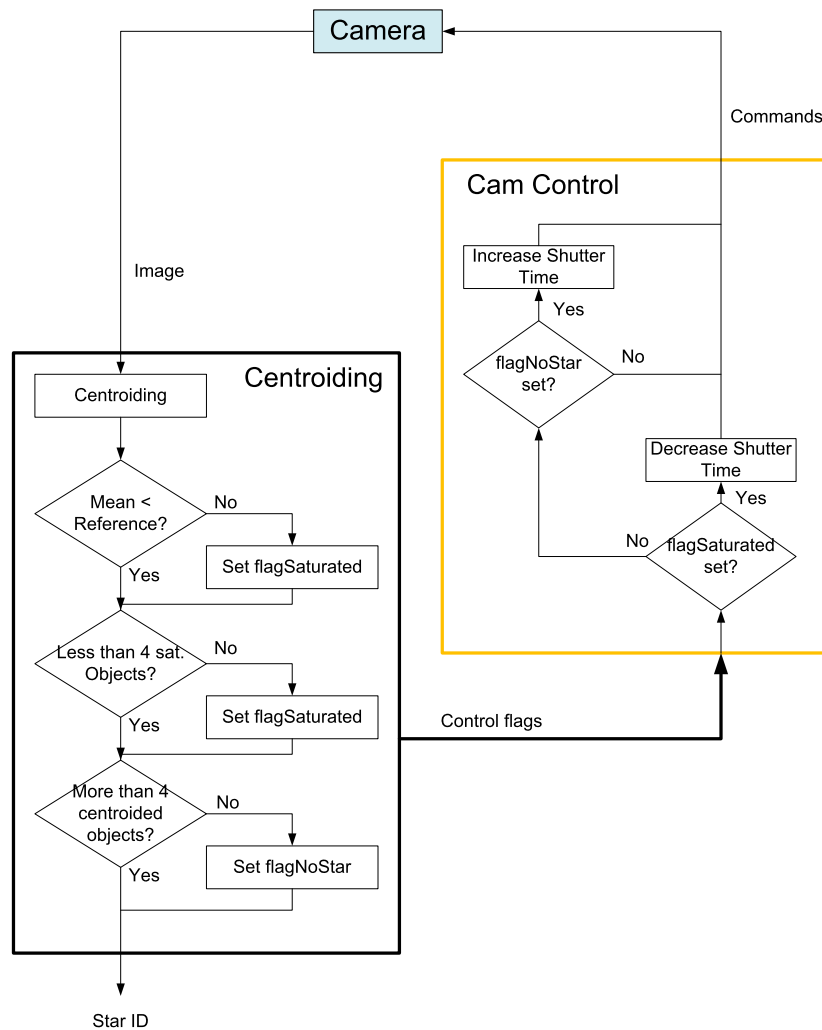 Camera
Commands
Cam Control
Increase Shutter
Time
Image
Yes
flagNoStar
set?
No
Centroiding
Centroiding
Decrease Shutter
Time
Mean <
Reference?
No
Yes
No
flagSaturated
set?
Set flagSaturated
Yes
Less than 4 sat.
Objects?
No
Set flagSaturated
Control flags
Yes
More than 4
centroided
objects?
No
Set flagNoStar
Yes
Star ID